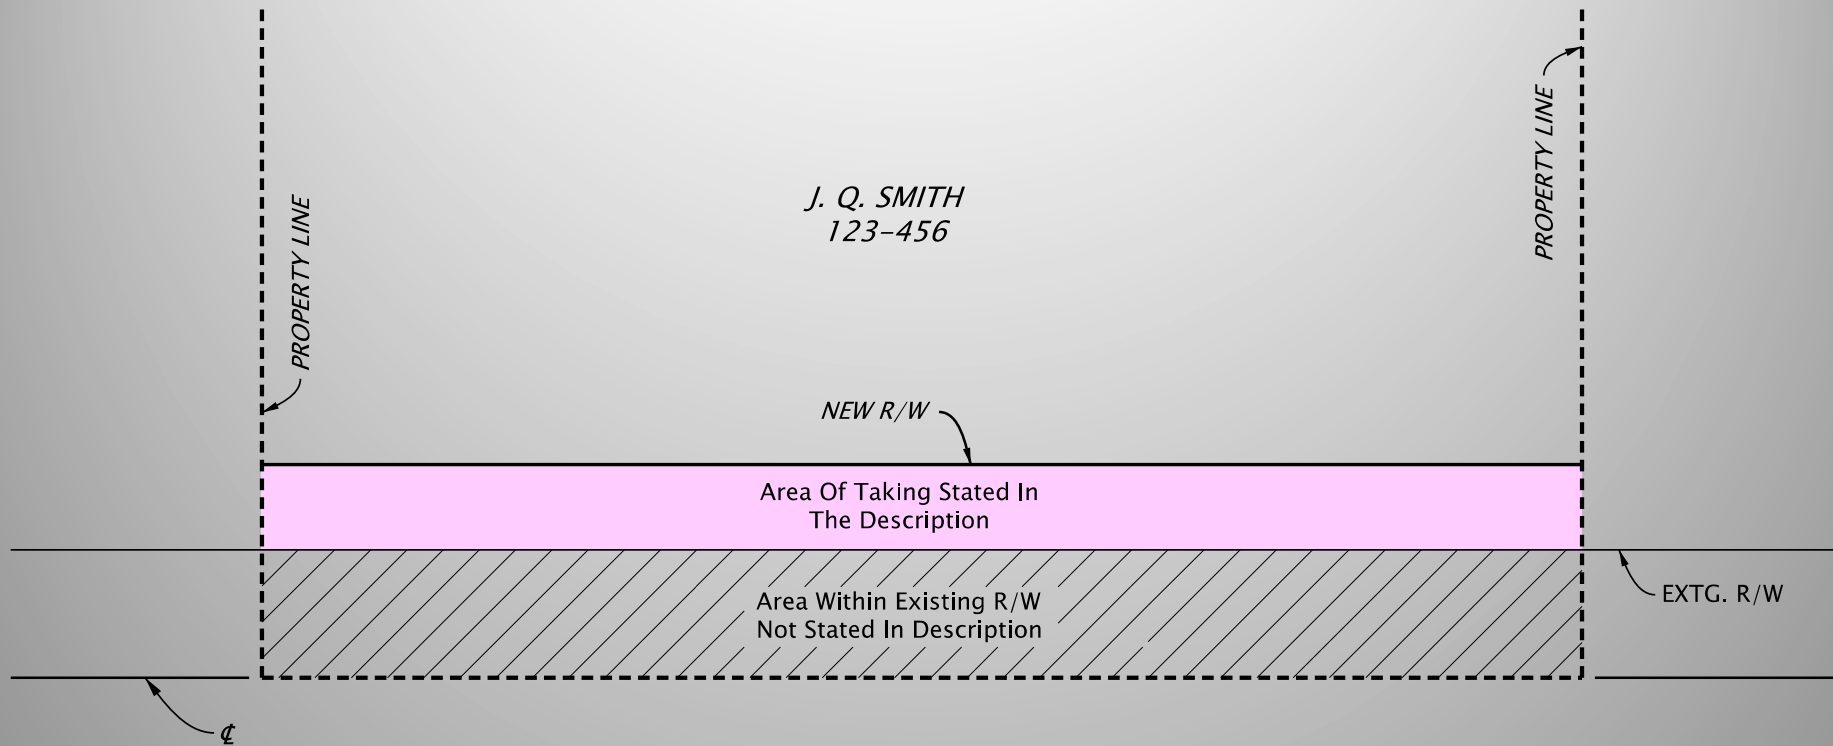 PROPERTY LINE
PROPERTY LINE
J. Q. SMITH
123-456
NEW R/W
Area Of Taking Stated In
The Description
Area Within Existing R/W
Not Stated In Description
EXTG. R/W
℄